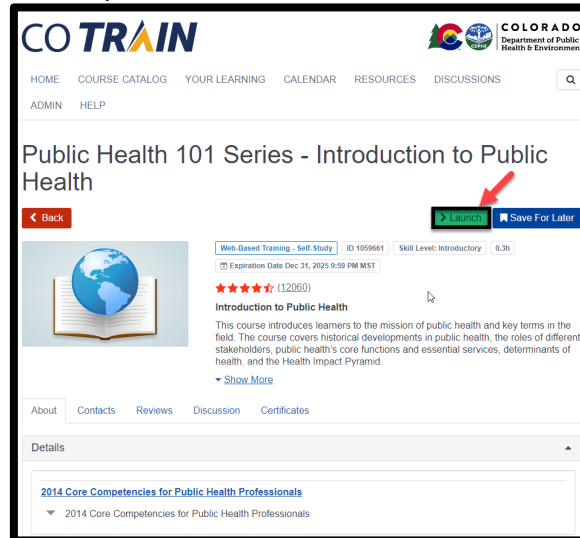 CO TRAIN
COLORADO
Department of Public
Health & Environment
CDPHE
HOME COURSE CATALOG YOUR LEARNING CALENDAR RESOURCES DISCUSSIONS
ADMIN HELP
Public Health 101 Series - Introduction to Public
Health
Back
Launch
Save For Later
Web-Based Training - Self-Study ID 1059661 Skill Level: Introductory 0.3h
Expiration Date Dec 31, 2025 9:59 PM MST
(12060)
Introduction to Public Health
This course introduces learners to the mission of public health and key terms in the
field. The course covers historical developments in public health, the roles of different
stakeholders, public health's core functions and essential services, determinants of
health, and the Health Impact Pyramid.
Show More
About Contacts Reviews Discussion Certificates
Details
2014 Core Competencies for Public Health Professionals
2014 Core Competencies for Public Health Professionals